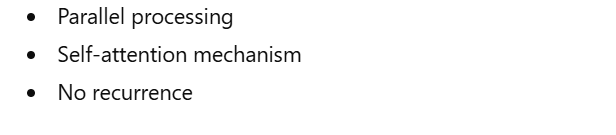 • Parallel processing
• Self-attention mechanism
• No recurrence